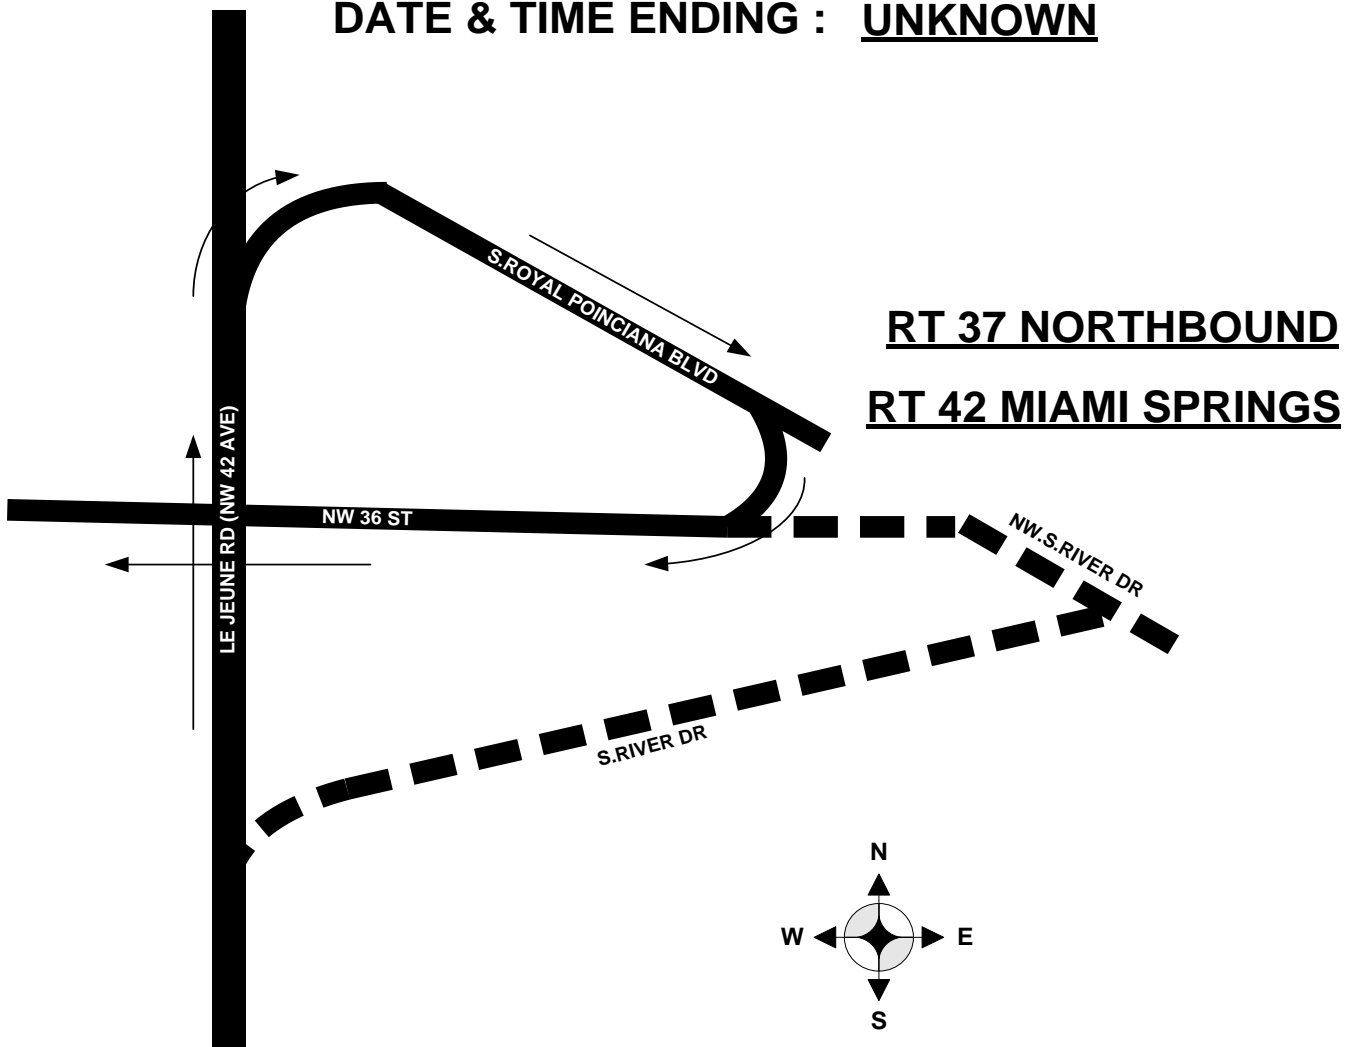 DATE & TIME ENDING : UNKNOWN
S.ROYAL POINCIANA BLVD
RT 37 NORTHBOUND
RT 42 MIAMI SPRINGS
LE JEUNE RD (NW 42 AVE)
NW 36 ST
NW.S.RIVER DR
S.RIVER DR
N
W
E
S